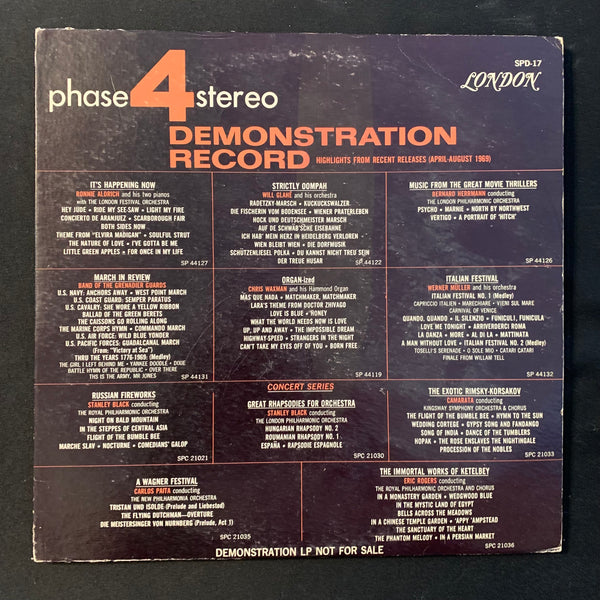 SPD-17
LONDON
phase 4 stereo
DEMONSTRATION
RECORD HIGHLIGHTS FROM RECENT RELEASES (APRIL-AUGUST 1969)
IT'S HAPPENING NOW
RONNIE ALDRICH and his two pianos
with THE LONDON FESTIVAL ORCHESTRA
HEY JUDE • RIDE MY SEE-SAW • LIGHT MY FIRE
CONCIERTO DE ARANJUEZ • SCARBOROUGH FAIR
BOTH SIDES NOW
THEME FROM "ELVIRA MADIGAN" • SOULFUL STRUT
THE NATURE OF LOVE • I'VE GOTTA BE ME
LITTLE GREEN APPLES • FOR ONCE IN MY LIFE
SP 44127
STRICTLY OOMPAH
WILL GLAHÉ and his orchestra
RADETZKY-MARSCH • KUCKUCKSWALZER
DIE FISCHERIN VOM BODENSEE • WIENER PRATERLEBEN
HOCH UND DEUTSCHMEISTER MARSCH
AUF DE SCHWÄB'SCHE EISEBAHNE
ICH HAB' MEIN HERZ IN HEIDELBERG VERLOREN
WIEN BLEIBT WIEN • DIE DORFMUSIK
SCHÜTZENLIESEL POLKA • DU KANNST NICHT TREU SEIN
DER TREUE HUSAR
SP 44122
MUSIC FROM THE GREAT MOVIE THRILLERS
BERNARD HERRMANN conducting
THE LONDON PHILHARMONIC ORCHESTRA
PSYCHO • MARNIE • NORTH BY NORTHWEST
VERTIGO • A PORTRAIT OF 'HITCH'
SP 44126
MARCH IN REVIEW
BAND OF THE GRENADIER GUARDS
U.S. NAVY: ANCHORS AWAY • WEST POINT MARCH
U.S. COAST GUARD: SEMPER PARATUS
U.S. CAVALRY: SHE WORE A YELLOW RIBBON
BALLAD OF THE GREEN BERETS
THE CAISSONS GO ROLLING ALONG
THE MARINE CORPS HYMN • COMMANDO MARCH
U.S. AIR FORCE: WILD BLUE YONDER
U.S. PACIFIC FORCES: GUADALCANAL MARCH
(From: "Victory at Sea")
THRU THE YEARS 1776-1969: (Medley)
THE GIRL I LEFT BEHIND ME • YANKEE DOODLE • DIXIE
BATTLE HYMN OF THE REPUBLIC • OVER THERE
THIS IS THE ARMY, MR JONES
SP 44131
ORGAN-ized
CHRIS WAXMAN and his Hammond Organ
MAS QUE NADA • MATCHMAKER, MATCHMAKER
LARA'S THEME FROM DOCTOR ZHIVAGO
LOVE IS BLUE • 'HONEY'
WHAT THE WORLD NEEDS NOW IS LOVE
UP, UP AND AWAY • THE IMPOSSIBLE DREAM
HIGHWAY-SPEED • STRANGERS IN THE NIGHT
CAN'T TAKE MY EYES OFF OF YOU • BORN FREE
SP 44119
ITALIAN FESTIVAL
WERNER MÜLLER and his orchestra
ITALIAN FESTIVAL NO. 1 (Medley)
CAPRICCIO ITALIEN • MARECHIARE • VIENI SUL MARE
CARNIVAL OF VENICE
QUANDO, QUANDO • IL SILENZIO • FUNICULI, FUNICULA
LOVE ME TONIGHT • ARRIVERDERCI ROMA
LA DANZA • MORE • AL DI LA • MATTINATA
A MAN WITHOUT LOVE • ITALIAN FESTIVAL NO. 2 (Medley)
TOSELLI'S SERENADE • O SOLE MIO • CATARI CATARI
FINALE FROM WILLIAM TELL
SP 44132
RUSSIAN FIREWORKS
STANLEY BLACK conducting
THE ROYAL PHILHARMONIC ORCHESTRA
NIGHT ON BALD MOUNTAIN
IN THE STEPPES OF CENTRAL ASIA
FLIGHT OF THE BUMBLE BEE
MARCHE SLAV • NOCTURNE • COMEDIANS' GALOP
SPC 21021
CONCERT SERIES
GREAT RHAPSODIES FOR ORCHESTRA
STANLEY BLACK conducting
THE LONDON PHILHARMONIC ORCHESTRA
HUNGARIAN RHAPSODY NO. 2
ROUMANIAN RHAPSODY NO. 1
ESPAÑA • RAPSODIE ESPAGNOLE
SPC 21030
THE EXOTIC RIMSKY-KORSAKOV
CAMARATA conducting
KINGSWAY SYMPHONY ORCHESTRA & CHORUS
THE FLIGHT OF THE BUMBLE BEE • HYMN TO THE SUN
WEDDING CORTEGE • GYPSY SONG AND FANDANGO
SONG OF INDIA • DANCE OF THE TUMBLERS
HOPAK • THE ROSE ENSLAVES THE NIGHTINGALE
PROCESSION OF THE NOBLES
SPC 21033
A WAGNER FESTIVAL
CARLOS PAITA conducting
THE NEW PHILHARMONIA ORCHESTRA
TRISTAN UND ISOLDE (Prelude and Liebestod)
THE FLYING DUTCHMAN—OVERTURE
DIE MEISTERSINGER VON NURNBERG (Prelude, Act 3)
SPC 21035
THE IMMORTAL WORKS OF KETELBEY
ERIC ROGERS conducting
THE ROYAL PHILHARMONIC ORCHESTRA AND CHORUS
IN A MONASTERY GARDEN • WEDGWOOD BLUE
IN THE MYSTIC LAND OF EGYPT
BELLS ACROSS THE MEADOWS
IN A CHINESE TEMPLE GARDEN • 'APPY 'AMPSTEAD
THE SANCTUARY OF THE HEART
THE PHANTOM MELODY • IN A PERSIAN MARKET
SPC 21036
DEMONSTRATION LP NOT FOR SALE